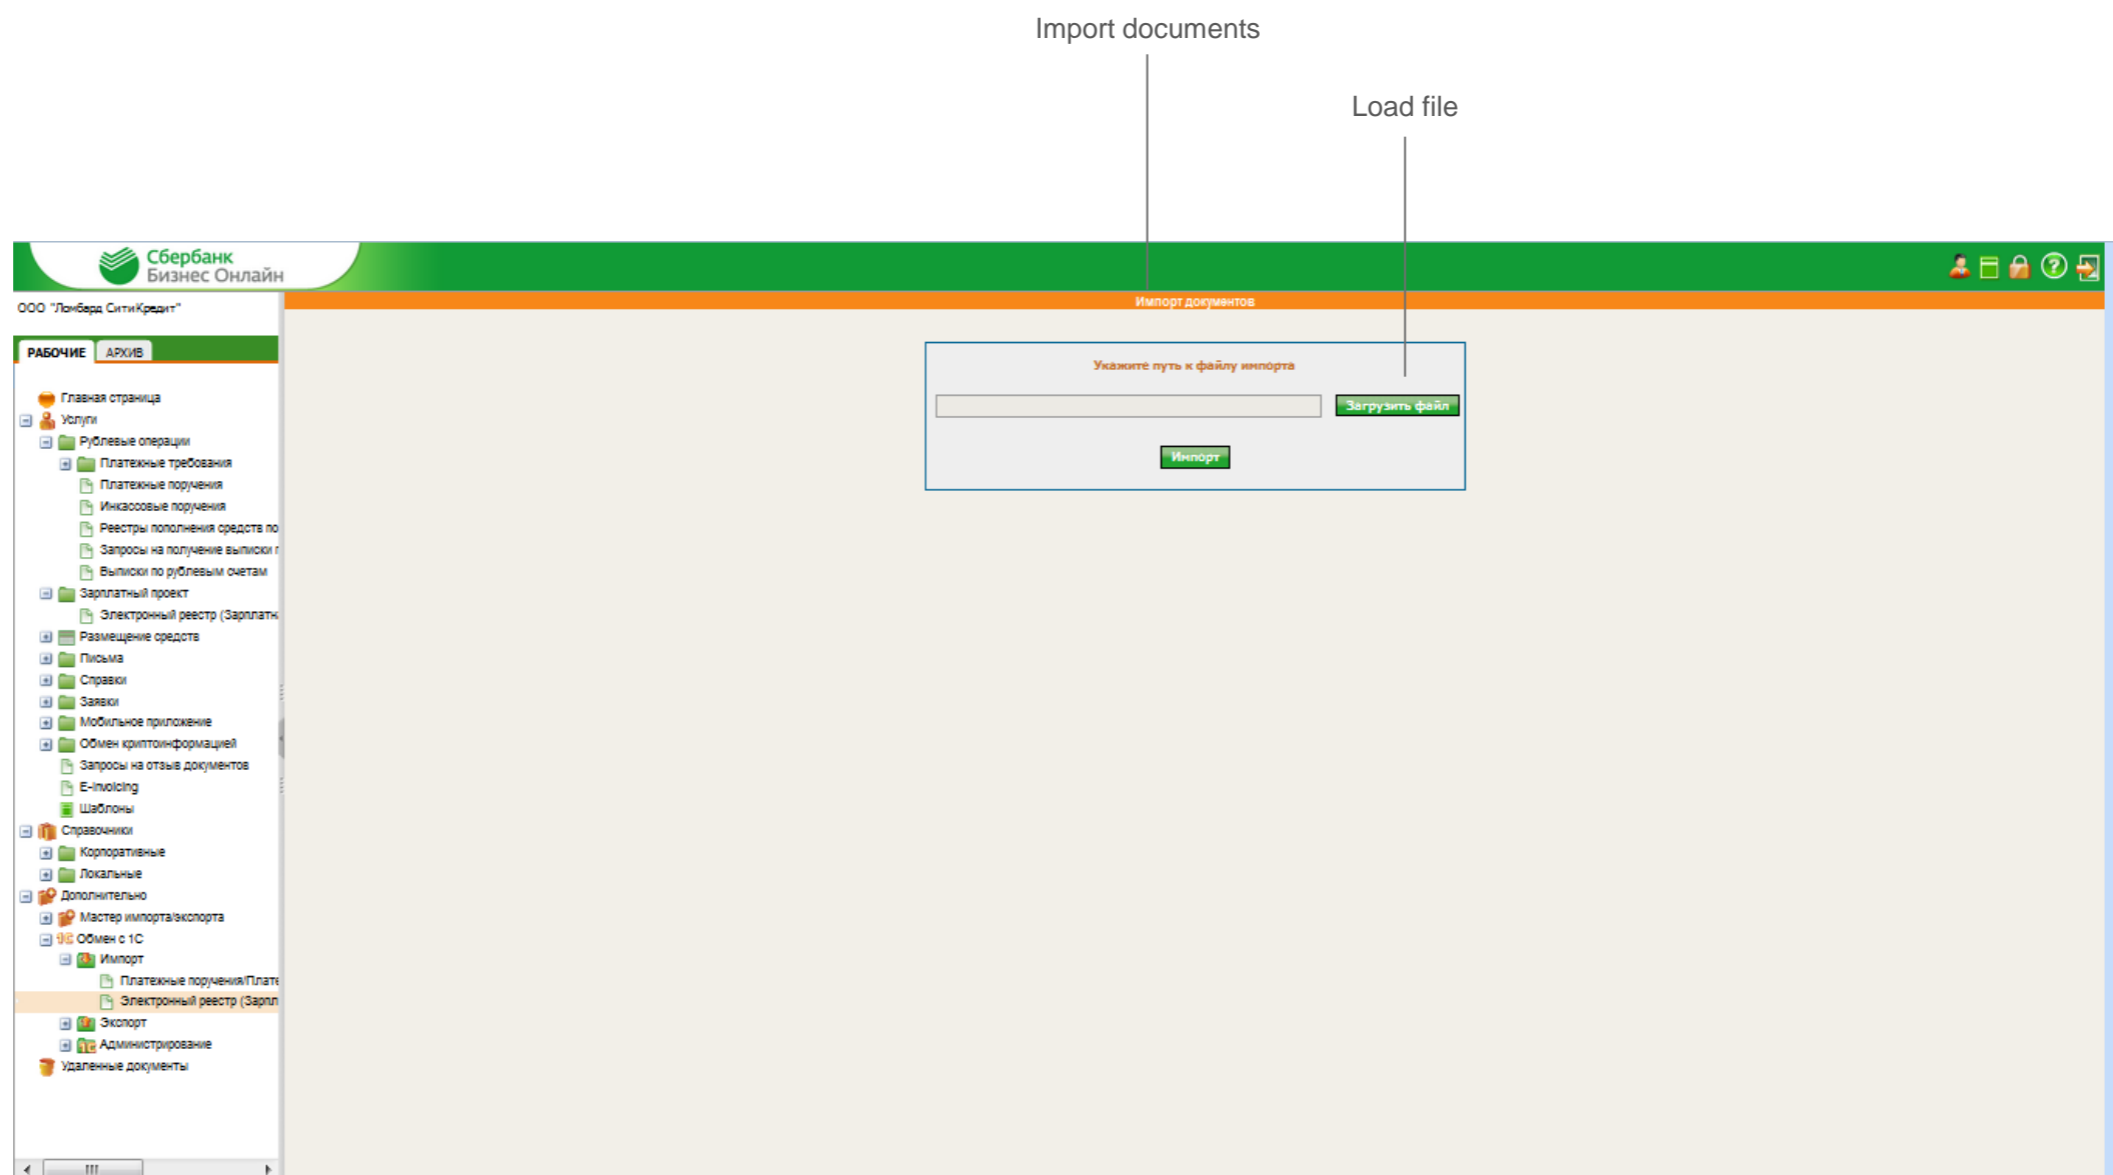 Import documents
Load file
Сбербанк
Бизнес Онлайн
ООО "Ломбард СитиКредит"
Импорт документов
РАБОЧИЕ
АРХИВ
Укажите путь к файлу импорта
Загрузить файл
Импорт
Главная страница
Услуги
Рублевые операции
Платежные требования
Платежные поручения
Инкассовые поручения
Реестры пополнения средств по
Запросы на получение выписки
Выписки по рублевым счетам
Зарплатный проект
Электронный реестр (Зарплатн
Размещение средств
Письма
Справки
Заявки
Мобильное приложение
Обмен криптоинформацией
Запросы на отзыв документов
E-Invoicing
Шаблоны
Справочники
Корпоративные
Локальные
Дополнительно
Мастер импорта/экспорта
Обмен с 1С
Импорт
Платежные поручения/Плате
Электронный реестр (Зарпл
Экспорт
Администрирование
Удаленные документы